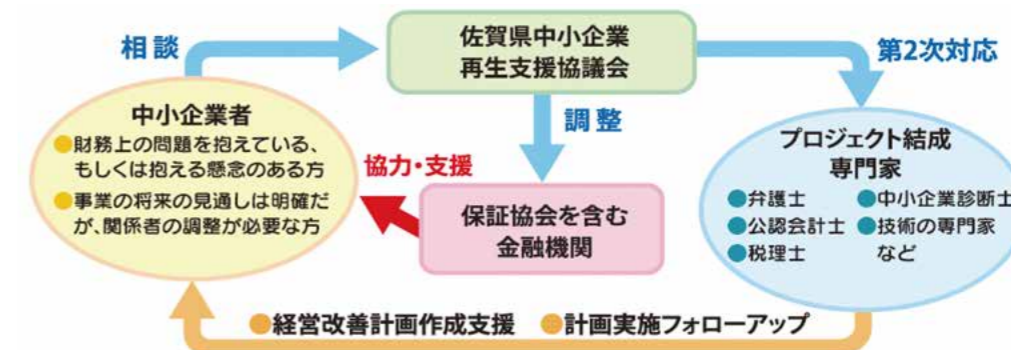 相談
佐賀県中小企業
再生支援協議会
第2次対応
中小企業者
●財務上の問題を抱えている、
もしくは抱える懸念のある方
●事業の将来の見通しは明確だ
が、関係者の調整が必要な方
調整
協力・支援
保証協会を含む
金融機関
プロジェクト結成
専門家
●弁護士 ●中小企業診断士
●公認会計士 ●技術の専門家
●税理士 など
●経営改善計画作成支援 ●計画実施フォローアップ